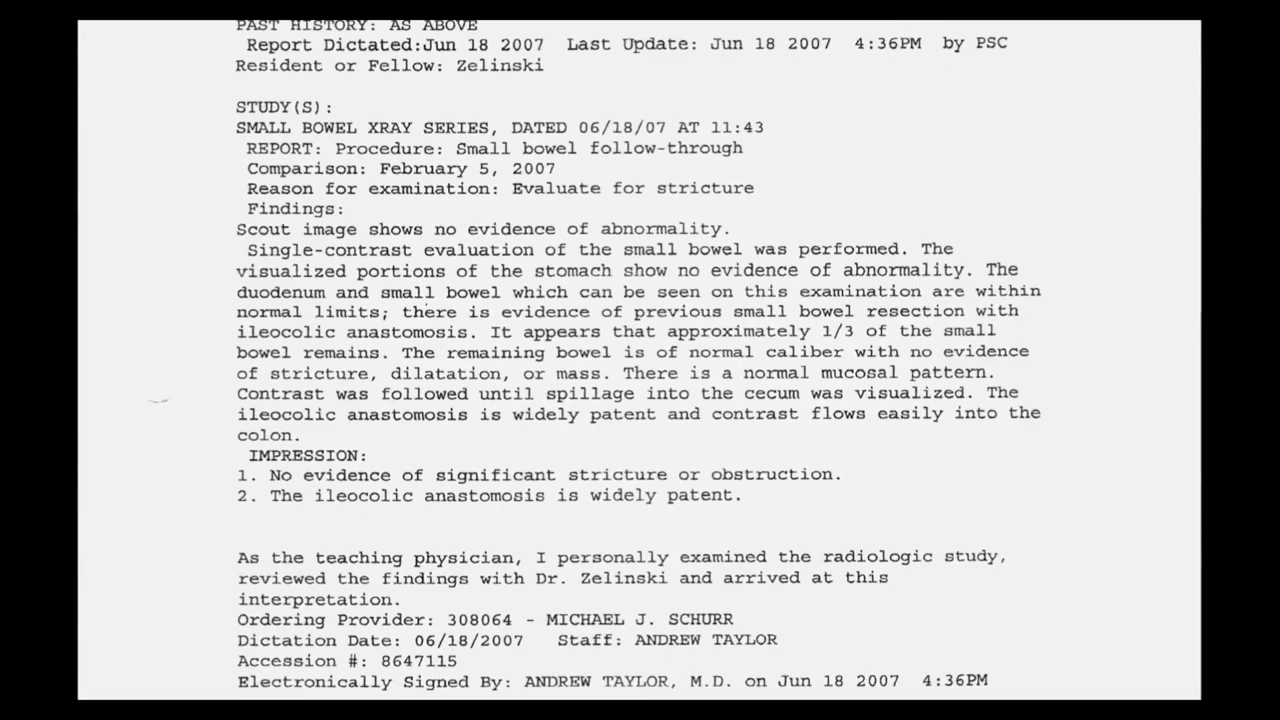 PAST HISTORY: AS ABOVE
Report Dictated:Jun 18 2007 Last Update: Jun 18 2007 4:36PM by PSC
Resident or Fellow: Zelinski
STUDY(S):
SMALL BOWEL XRAY SERIES, DATED 06/18/07 AT 11:43
REPORT: Procedure: Small bowel follow-through
Comparison: February 5, 2007
Reason for examination: Evaluate for stricture
Findings:
Scout image shows no evidence of abnormality.
Single-contrast evaluation of the small bowel was performed. The
visualized portions of the stomach show no evidence of abnormality. The
duodenum and small bowel which can be seen on this examination are within
normal limits; there is evidence of previous small bowel resection with
ileocolic anastomosis. It appears that approximately 1/3 of the small
bowel remains. The remaining bowel is of normal caliber with no evidence
of stricture, dilatation, or mass. There is a normal mucosal pattern.
Contrast was followed until spillage into the cecum was visualized. The
ileocolic anastomosis is widely patent and contrast flows easily into the
colon.
IMPRESSION:
1. No evidence of significant stricture or obstruction.
2. The ileocolic anastomosis is widely patent.
As the teaching physician, I personally examined the radiologic study,
reviewed the findings with Dr. Zelinski and arrived at this
interpretation.
Ordering Provider: 308064 - MICHAEL J. SCHURR
Dictation Date: 06/18/2007 Staff: ANDREW TAYLOR
Accession #: 8647115
Electronically Signed By: ANDREW TAYLOR, M.D. on Jun 18 2007 4:36PM